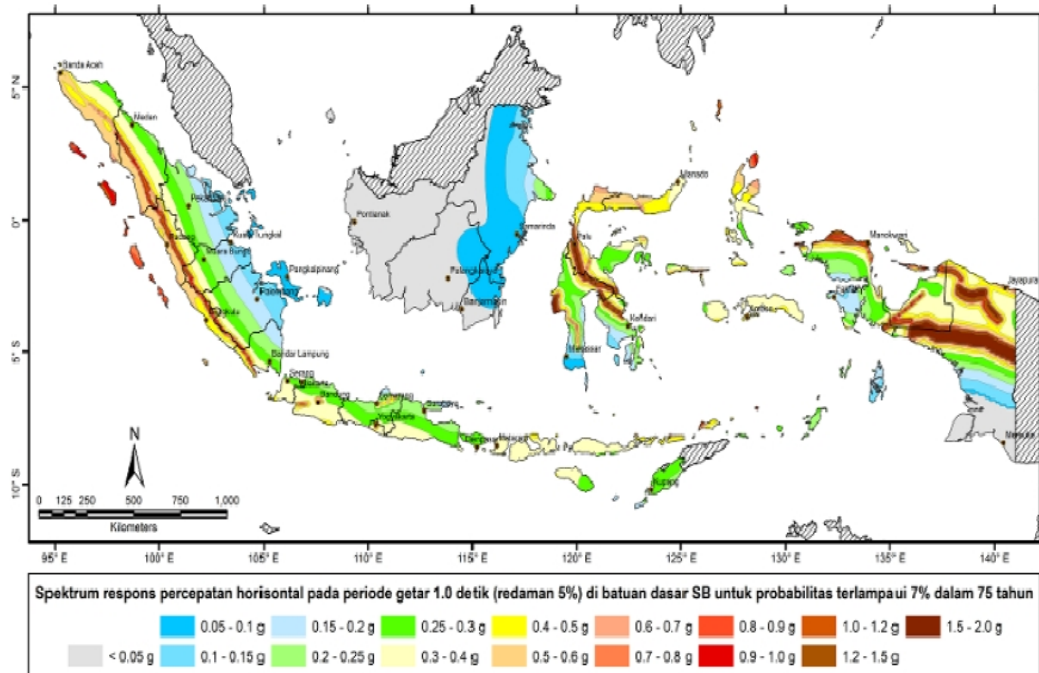 Banda Aceh
5° N
Medan
Manado
0°
Pontianak
Samarinda
Palu
Manokwari
Padang
Muara Bungo
Kuala Tungkal
Pangkalpinang
Palembang
Jayapura
Kendari
5° S
Makassar
Bandar Lampung
Serang
Bandung
Semarang
Surabaya
Yogyakarta
Mataram
Merauke
N
10° S
Kupang
0 125 250 500 750 1,000
Kilometers
95° E 100° E 105° E 110° E 115° E 120° E 125° E 130° E 135° E 140° E
Spektrum respons percepatan horisontal pada periode getar 1.0 detik (redaman 5%) di batuan dasar SB untuk probabilitas terlampaui 7% dalam 75 tahun
0.05 - 0.1 g 0.15 - 0.2 g 0.25 - 0.3 g 0.4 - 0.5 g 0.6 - 0.7 g 0.8 - 0.9 g 1.0 - 1.2 g 1.5 - 2.0 g
< 0.05 g 0.1 - 0.15 g 0.2 - 0.25 g 0.3 - 0.4 g 0.5 - 0.6 g 0.7 - 0.8 g 0.9 - 1.0 g 1.2 - 1.5 g